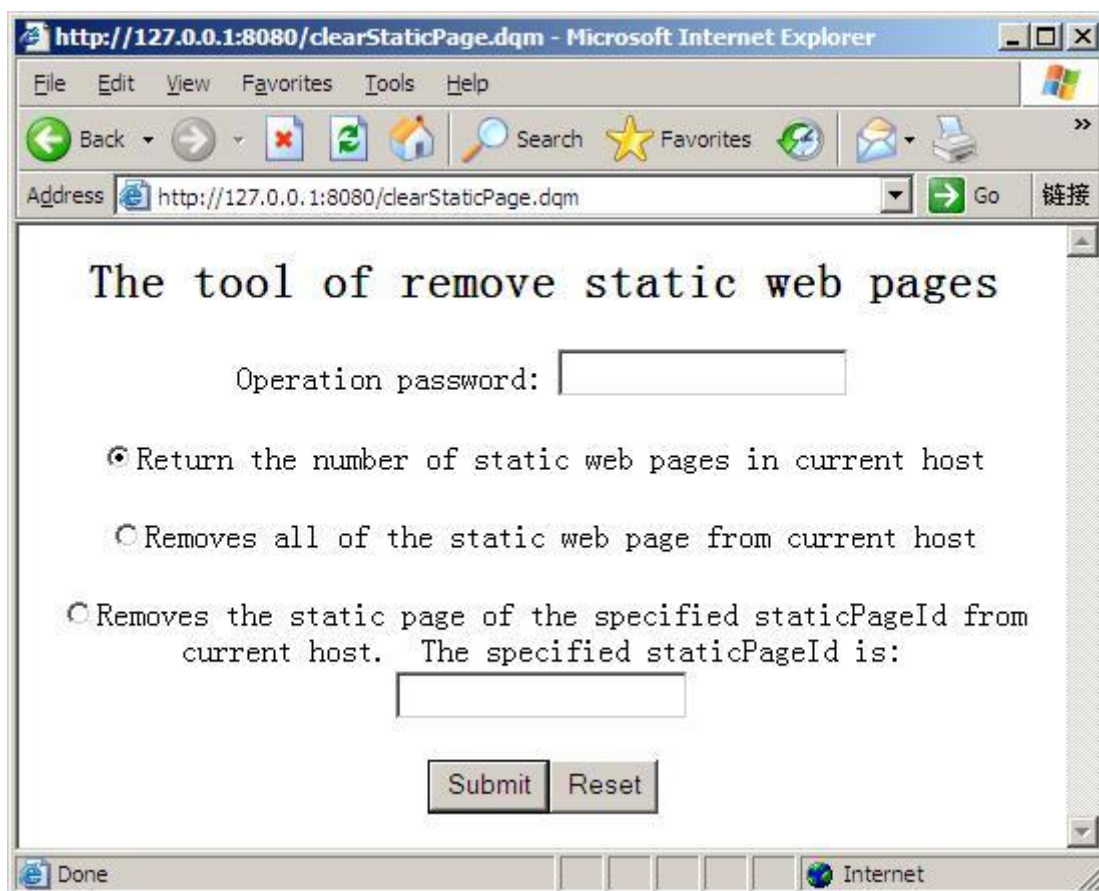 http://127.0.0.1:8080/clearStaticPage.dqm - Microsoft Internet Explorer
File Edit View Favorites Tools Help
Back Search Favorites »
Address http://127.0.0.1:8080/clearStaticPage.dqm Go 链接
The tool of remove static web pages
Operation password:
Return the number of static web pages in current host
Removes all of the static web page from current host
Removes the static page of the specified staticPageId from
current host. The specified staticPageId is:
Submit Reset
Done Internet